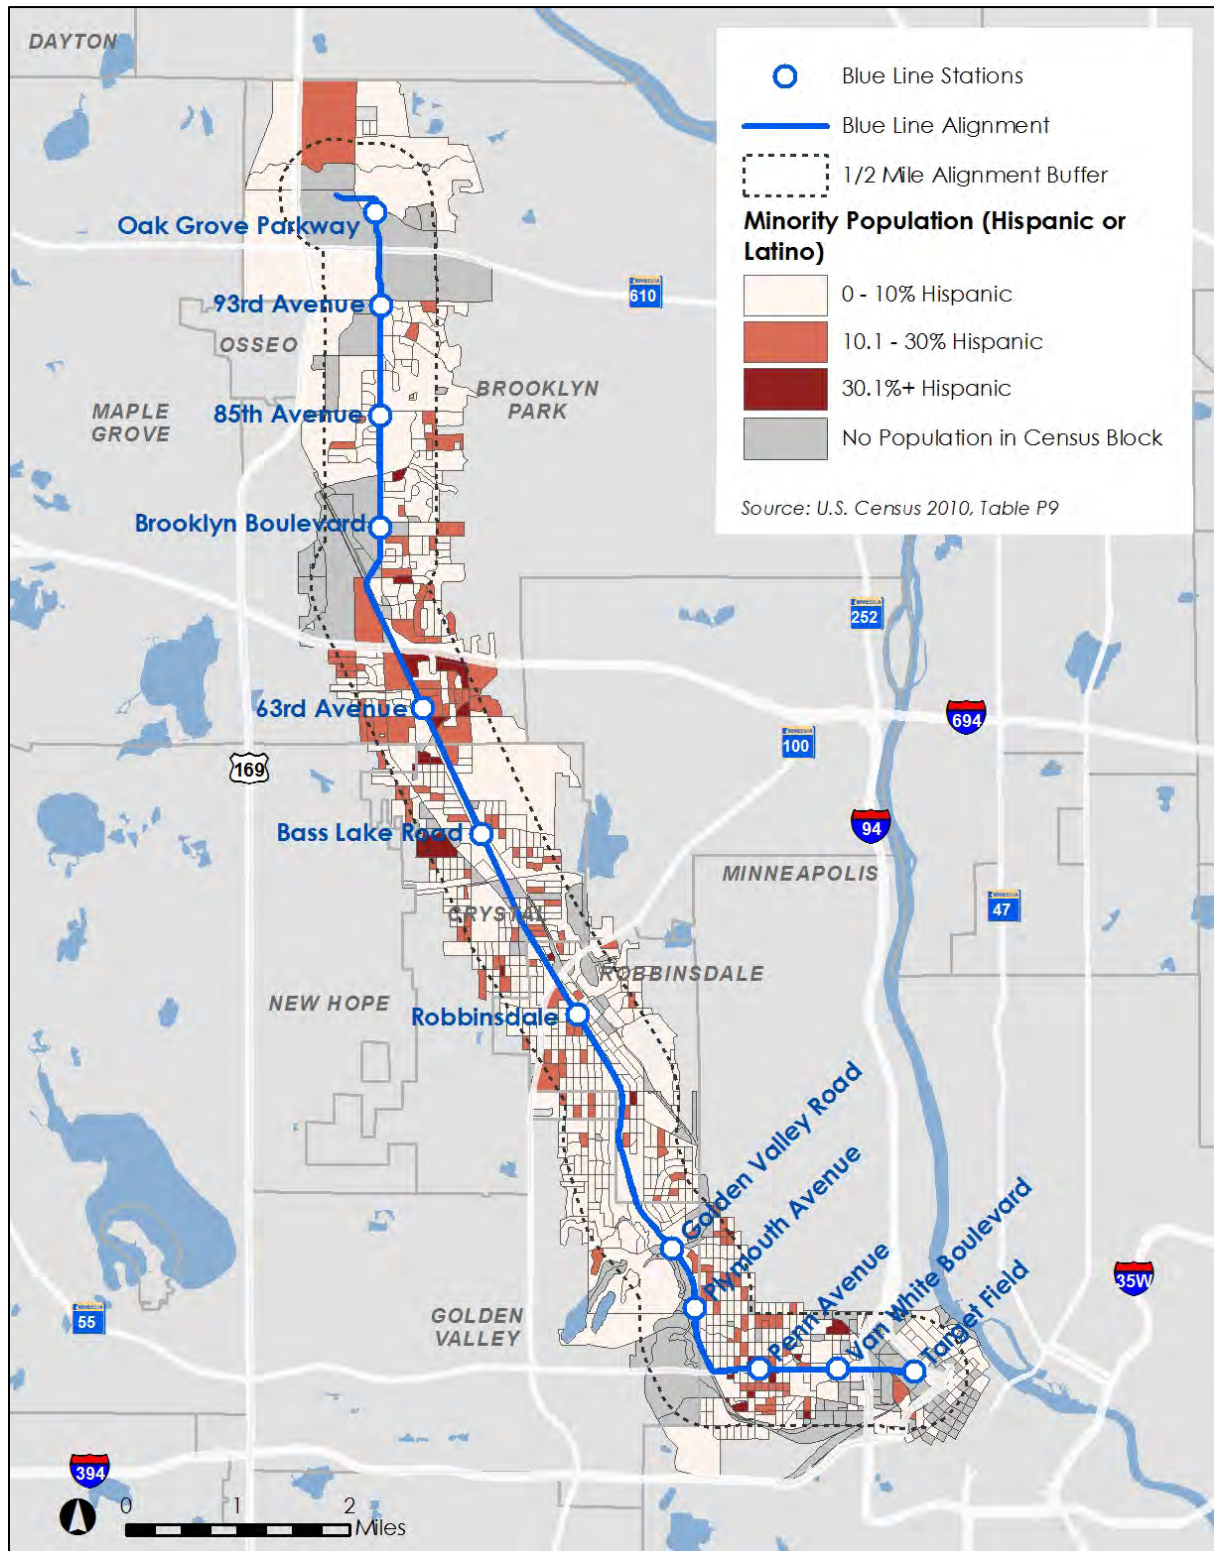 DAYTON
Blue Line Stations
Blue Line Alignment
1/2 Mile Alignment Buffer
Minority Population (Hispanic or
Latino)
0 - 10% Hispanic
10.1 - 30% Hispanic
30.1%+ Hispanic
No Population in Census Block
Source: U.S. Census 2010, Table P9
Oak Grove Parkway
610
93rd Avenue
OSSEO
BROOKLYN
PARK
MAPLE
GROVE
85th Avenue
Brooklyn Boulevard
252
63rd Avenue
694
100
169
Bass Lake Road
94
MINNEAPOLIS
47
CRYSTAL
ROBBINSDALE
NEW HOPE
Robbinsdale
Golden Valley Road
Plymouth Avenue
Penn Avenue
Van White Boulevard
Target Field
35W
55
GOLDEN
VALLEY
394
0 1 2
Miles